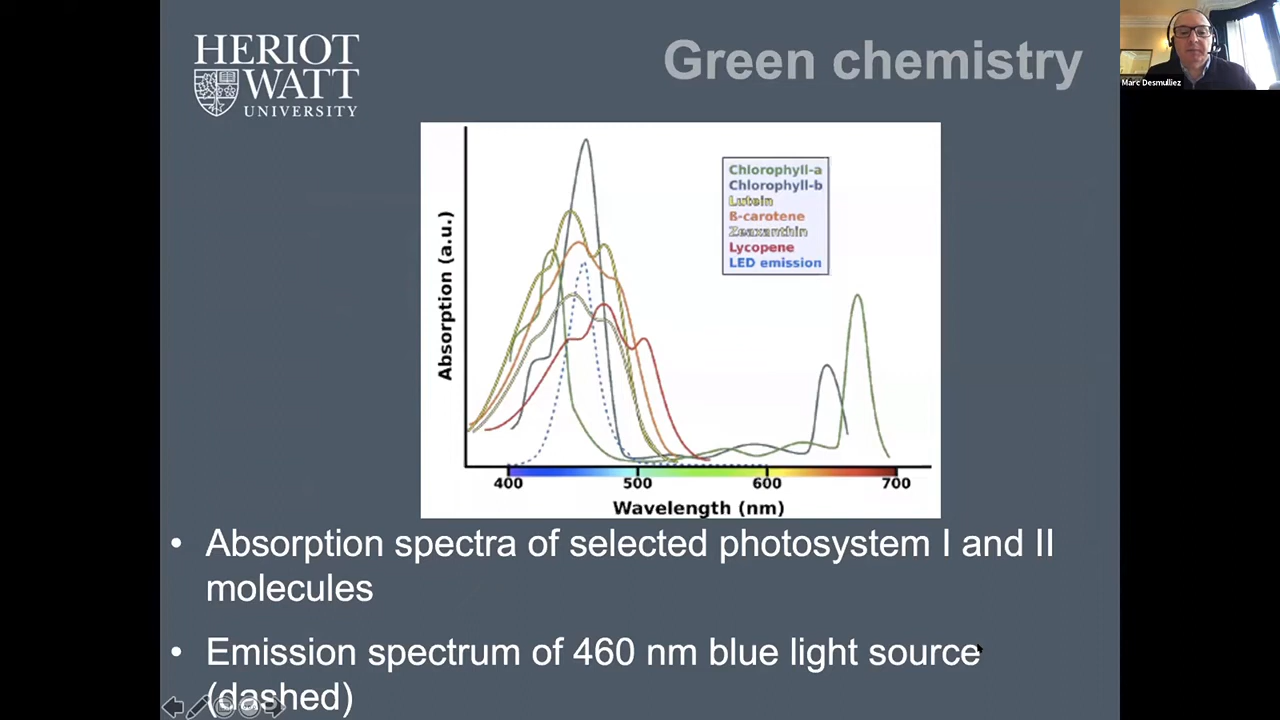 HERIOT
WATT
UNIVERSITY
Green chemistry
Marc Desmulliez
Absorption (a.u.)
Chlorophyll-a
Chlorophyll-b
Lutein
ß-carotene
Zeaxanthin
Lycopene
LED emission
400 500 600 700
Wavelength (nm)
• Absorption spectra of selected photosystem I and II
molecules
• Emission spectrum of 460 nm blue light source
(dashed)